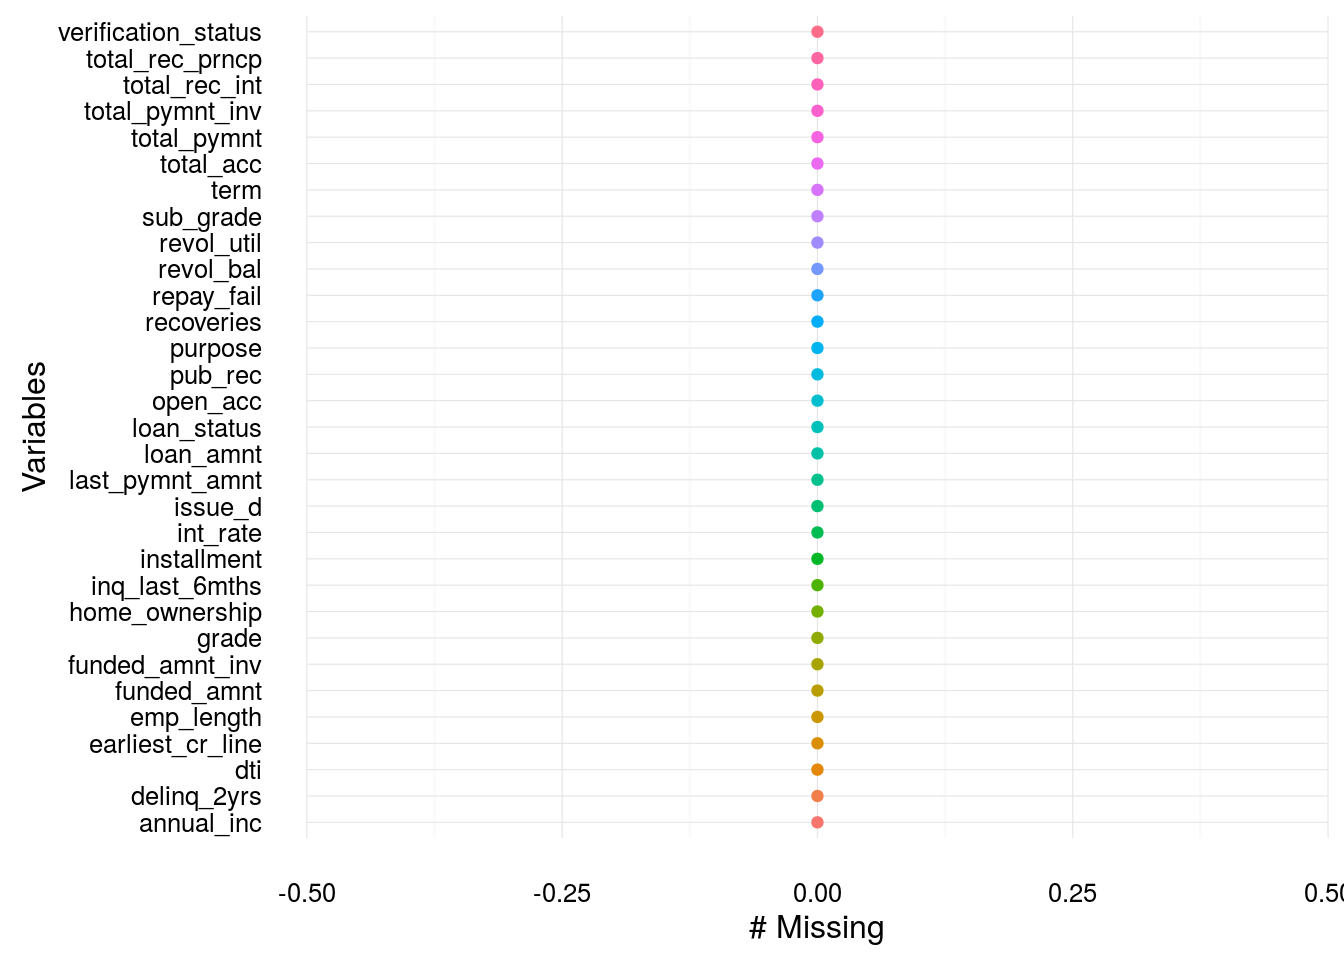 verification_status
total_rec_prncp
total_rec_int
total_pymnt_inv
total_pymnt
total_acc
term
sub_grade
revol_util
revol_bal
repay_fail
recoveries
purpose
pub_rec
open_acc
loan_status
loan_amnt
last_pymnt_amnt
issue_d
int_rate
installment
inq_last_6mths
home_ownership
grade
funded_amnt_inv
funded_amnt
emp_length
earliest_cr_line
dti
delinq_2yrs
annual_inc
Variables
-0.50 -0.25 0.00 0.25 0.50
# Missing